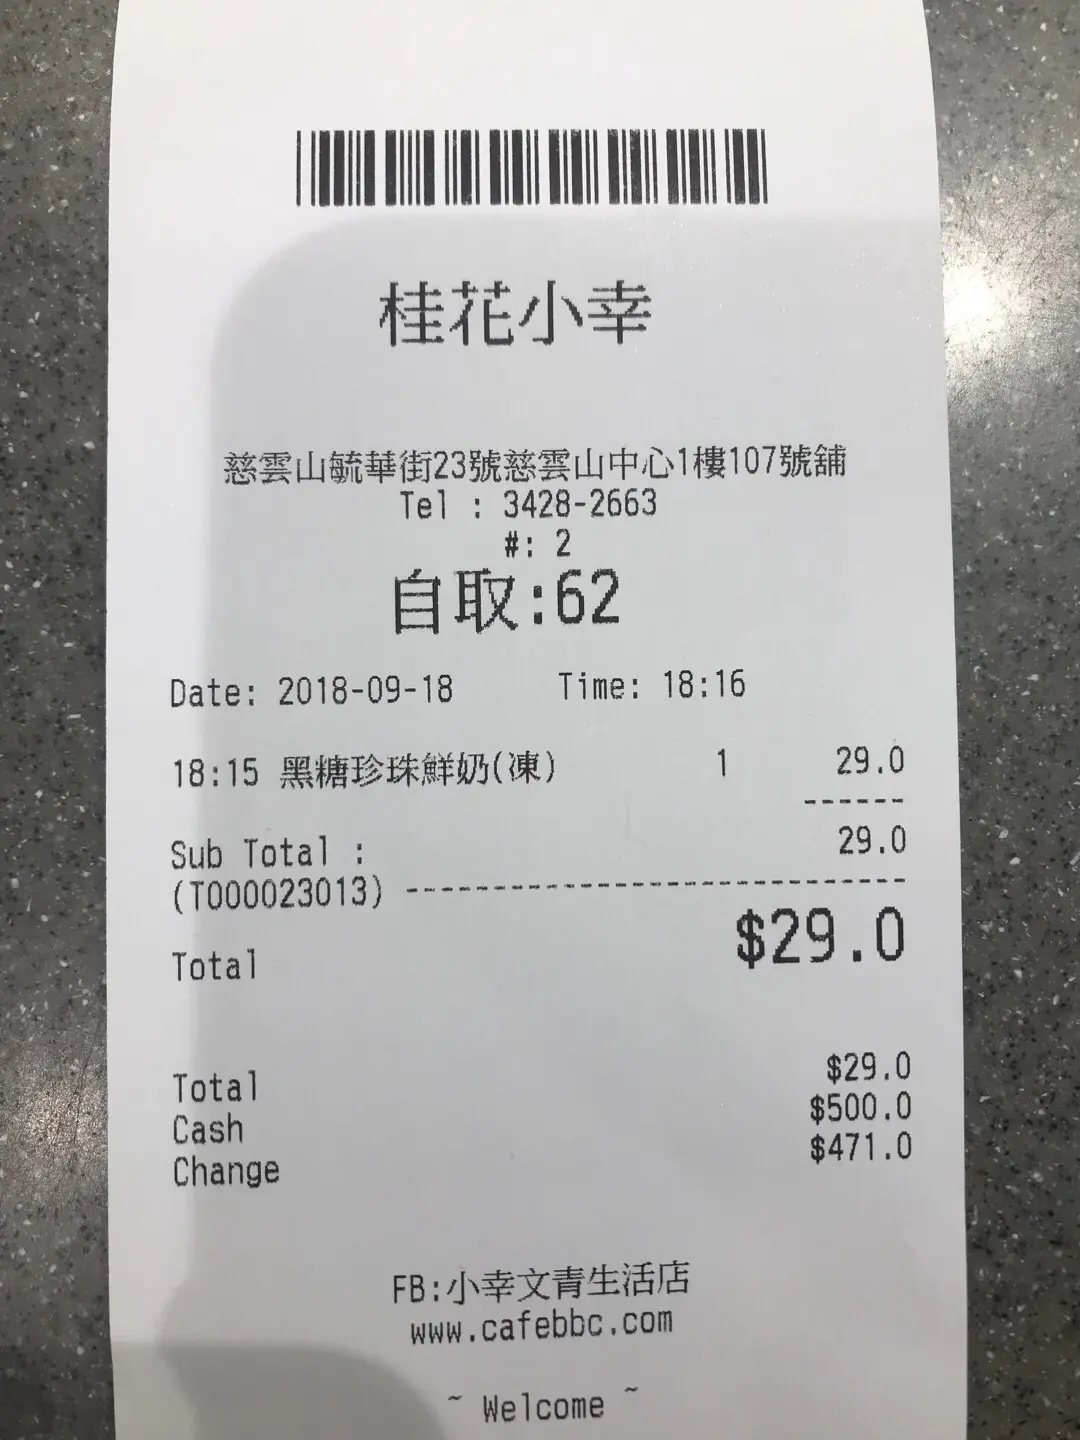 桂花小幸
慈雲山毓華街23號慈雲山中心1樓107號舖
Tel : 3428-2663
#: 2
自取:62
Date: 2018-09-18 Time: 18:16
18:15 黑糖珍珠鮮奶(凍) 1 29.0
------
Sub Total : 29.0
(T000023013) -----------------------------
Total $29.0
Total $29.0
Cash $500.0
Change $471.0
FB:小幸文青生活店
www.cafebbc.com
~ Welcome ~